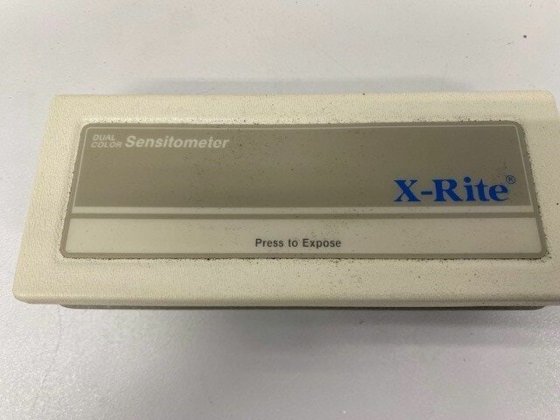 DUAL
COLOR Sensitometer
X-Rite®
Press to Expose